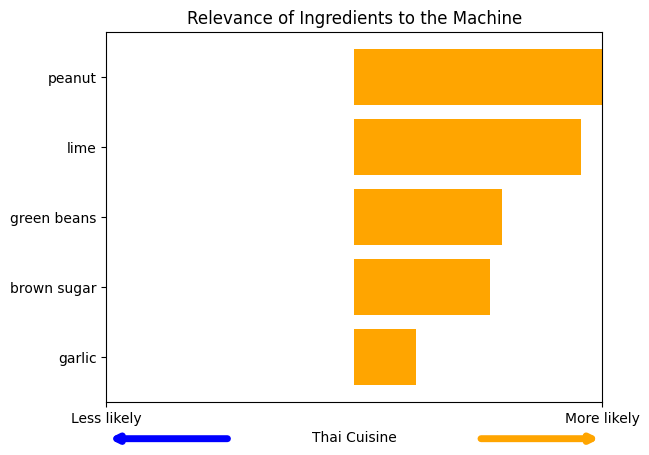 Relevance of Ingredients to the Machine
peanut
lime
green beans
brown sugar
garlic
Less likely
More likely
Thai Cuisine